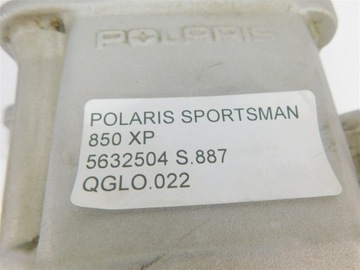 POLARIS
POLARIS SPORTSMAN
850 XP
5632504 S.887
QGLO.022